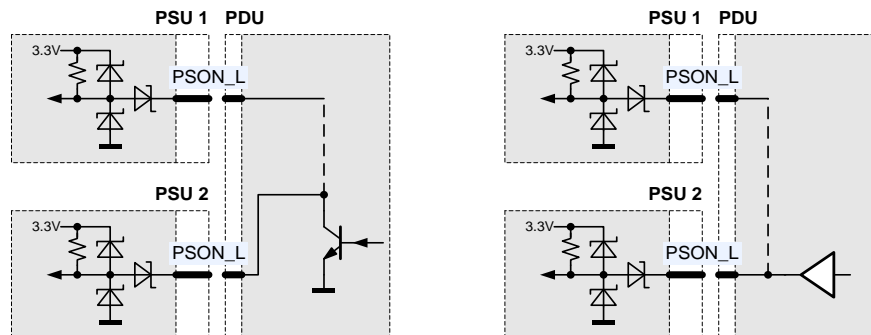 PSU 1 PDU
3.3V
PSON_L
PSU 2
3.3V
PSON_L
PSU 1 PDU
3.3V
PSON_L
PSU 2
3.3V
PSON_L